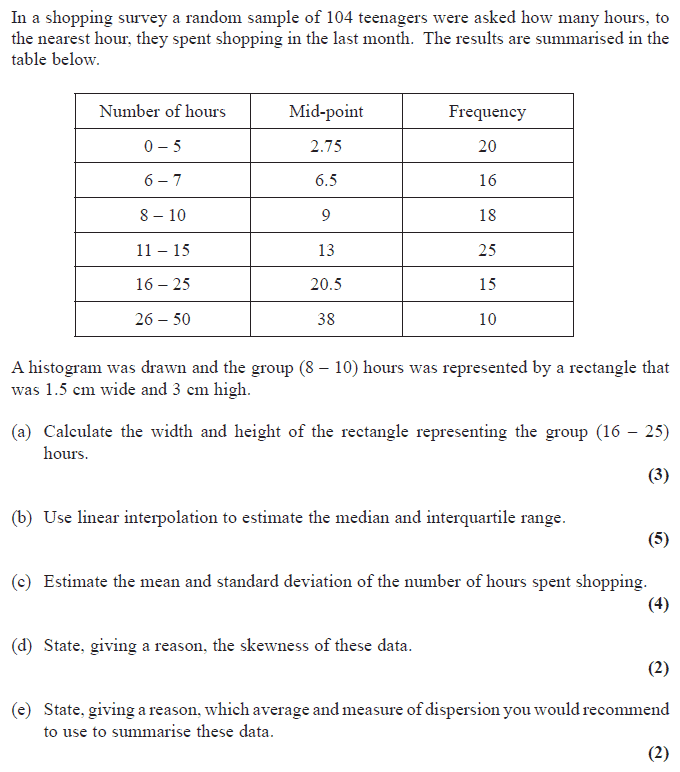 In a shopping survey a random sample of 104 teenagers were asked how many hours, to
the nearest hour, they spent shopping in the last month. The results are summarised in the
table below.
Number of hours Mid-point Frequency
0 – 5 2.75 20
6 – 7 6.5 16
8 – 10 9 18
11 – 15 13 25
16 – 25 20.5 15
26 – 50 38 10
A histogram was drawn and the group (8 – 10) hours was represented by a rectangle that
was 1.5 cm wide and 3 cm high.
(a) Calculate the width and height of the rectangle representing the group (16 – 25)
hours.
(3)
(b) Use linear interpolation to estimate the median and interquartile range.
(5)
(c) Estimate the mean and standard deviation of the number of hours spent shopping.
(4)
(d) State, giving a reason, the skewness of these data.
(2)
(e) State, giving a reason, which average and measure of dispersion you would recommend
to use to summarise these data.
(2)